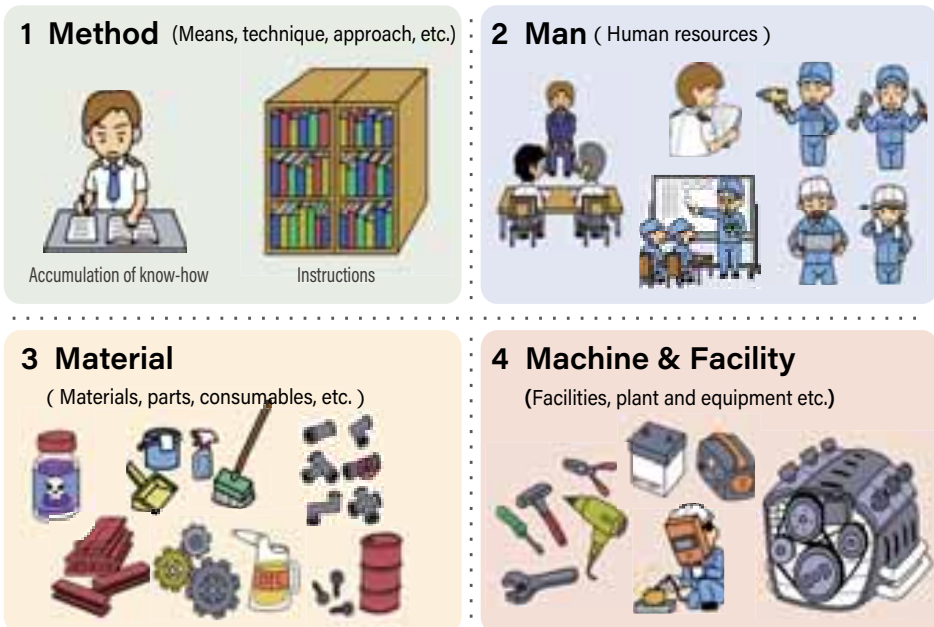 1 Method (Means, technique, approach, etc.)
Accumulation of know-how
Instructions
2 Man ( Human resources )
3 Material
( Materials, parts, consumables, etc. )
OIL
4 Machine & Facility
(Facilities, plant and equipment etc.)